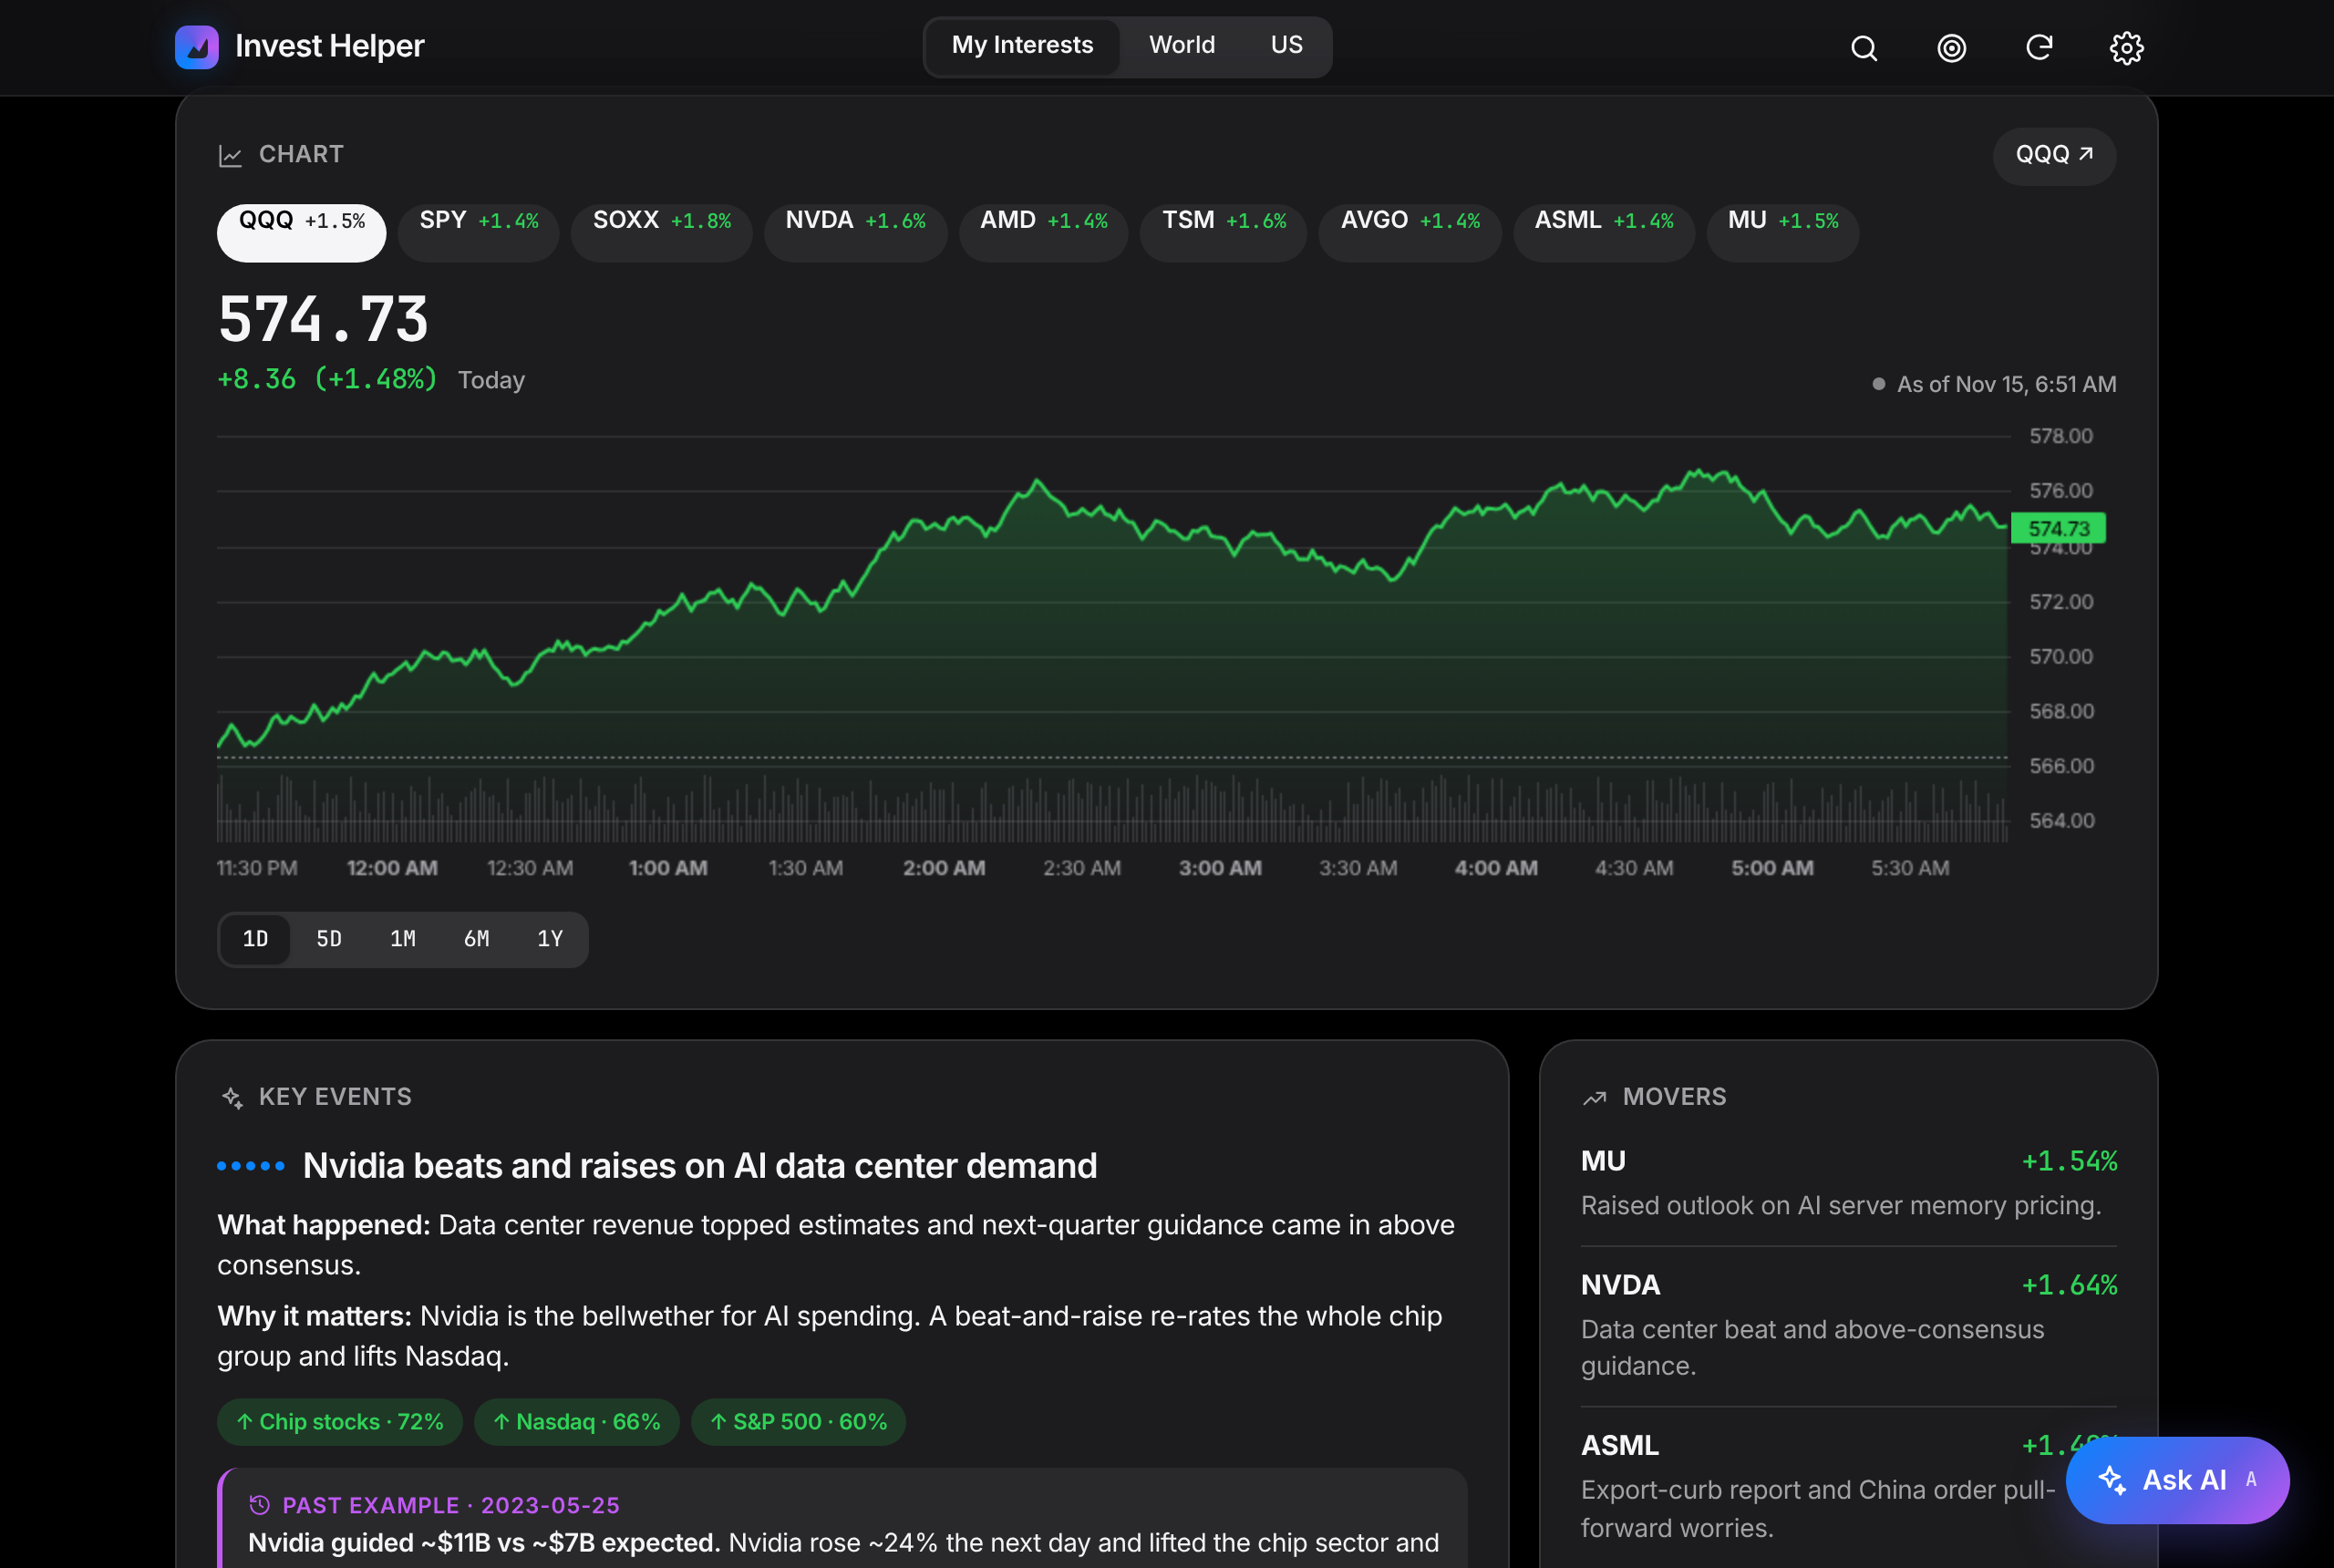 Invest Helper
My Interests World US
CHART
QQQ ↗
QQQ +1.5% SPY +1.4% SOXX +1.8% NVDA +1.6% AMD +1.4% TSM +1.6% AVGO +1.4% ASML +1.4% MU +1.5%
574.73
+8.36 (+1.48%) Today
As of Nov 15, 6:51 AM
578.00
576.00
574.73
574.00
572.00
570.00
568.00
566.00
564.00
11:30 PM 12:00 AM 12:30 AM 1:00 AM 1:30 AM 2:00 AM 2:30 AM 3:00 AM 3:30 AM 4:00 AM 4:30 AM 5:00 AM 5:30 AM
1D 5D 1M 6M 1Y
KEY EVENTS
Nvidia beats and raises on AI data center demand
What happened: Data center revenue topped estimates and next-quarter guidance came in above
consensus.
Why it matters: Nvidia is the bellwether for AI spending. A beat-and-raise re-rates the whole chip
group and lifts Nasdaq.
↑ Chip stocks · 72% ↑ Nasdaq · 66% ↑ S&P 500 · 60%
PAST EXAMPLE · 2023-05-25
Nvidia guided ~$11B vs ~$7B expected. Nvidia rose ~24% the next day and lifted the chip sector and
MOVERS
MU +1.54%
Raised outlook on AI server memory pricing.
NVDA +1.64%
Data center beat and above-consensus
guidance.
ASML
Export-curb report and China order pull-
forward worries.
Ask AI A